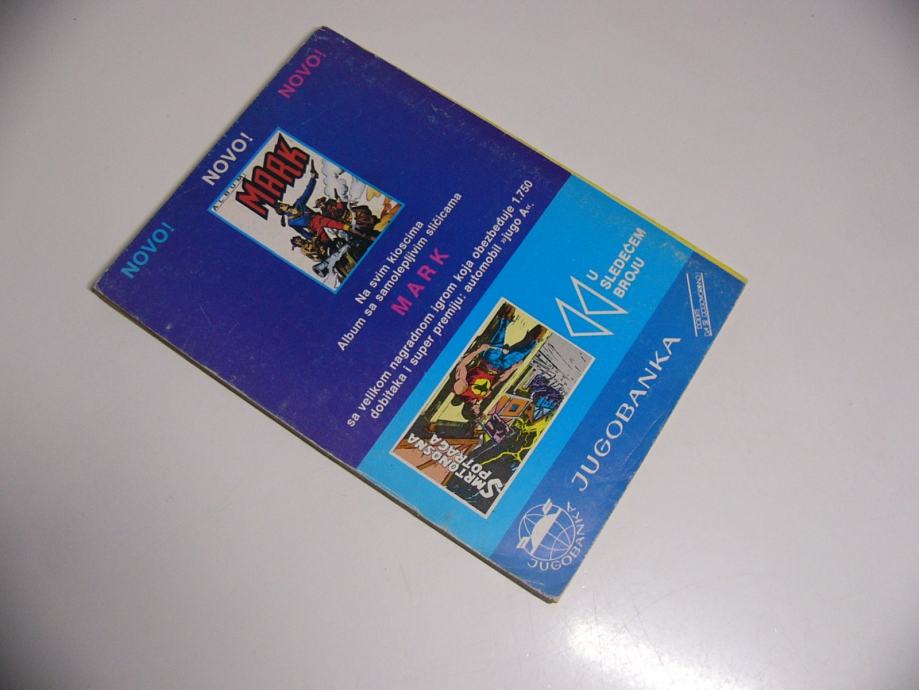 NOVO!
NOVO!
NOVO!
ALBUM
MARK
Na svim kioscima
Album sa samolepljivim sličicama
MARK
sa velikom nagradnom igrom koja obezbeđuje 1.750
dobitaka i super premiju: automobil »jugo A«.
U
SLEDEĆEM
BROJU
SMRTONOSNA
POTRAGA
JUGOBANKA
JUGOBANKA